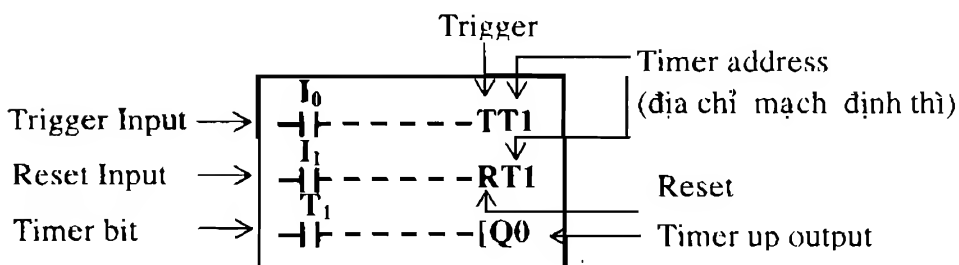 Trigger
Timer address
(địa chỉ mạch định thì)
Trigger Input
I₀
TT1
Reset Input
I₁
RT1
Reset
Timer bit
T₁
[Q0
Timer up output